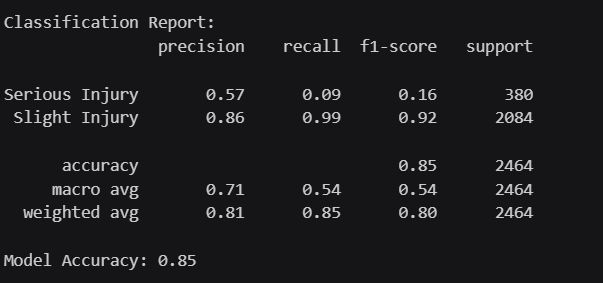 Classification Report:
precision recall f1-score support
Serious Injury 0.57 0.09 0.16 380
Slight Injury 0.86 0.99 0.92 2084
accuracy 0.85 2464
macro avg 0.71 0.54 0.54 2464
weighted avg 0.81 0.85 0.80 2464
Model Accuracy: 0.85